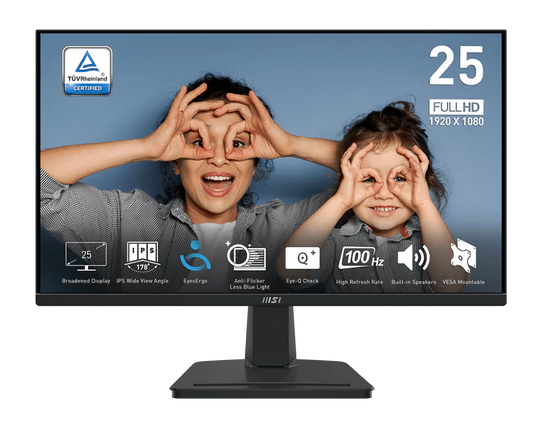 TÜVRheinland
CERTIFIED
25
FULL HD
1920 X 1080
25
Broadened Display
IPS
178°
IPS Wide View Angle
EyesErgo
Anti-Flicker
Less Blue Light
Q+
Eye-Q Check
100Hz
High Refresh Rate
Built-in Speakers
VESA Mountable
msi